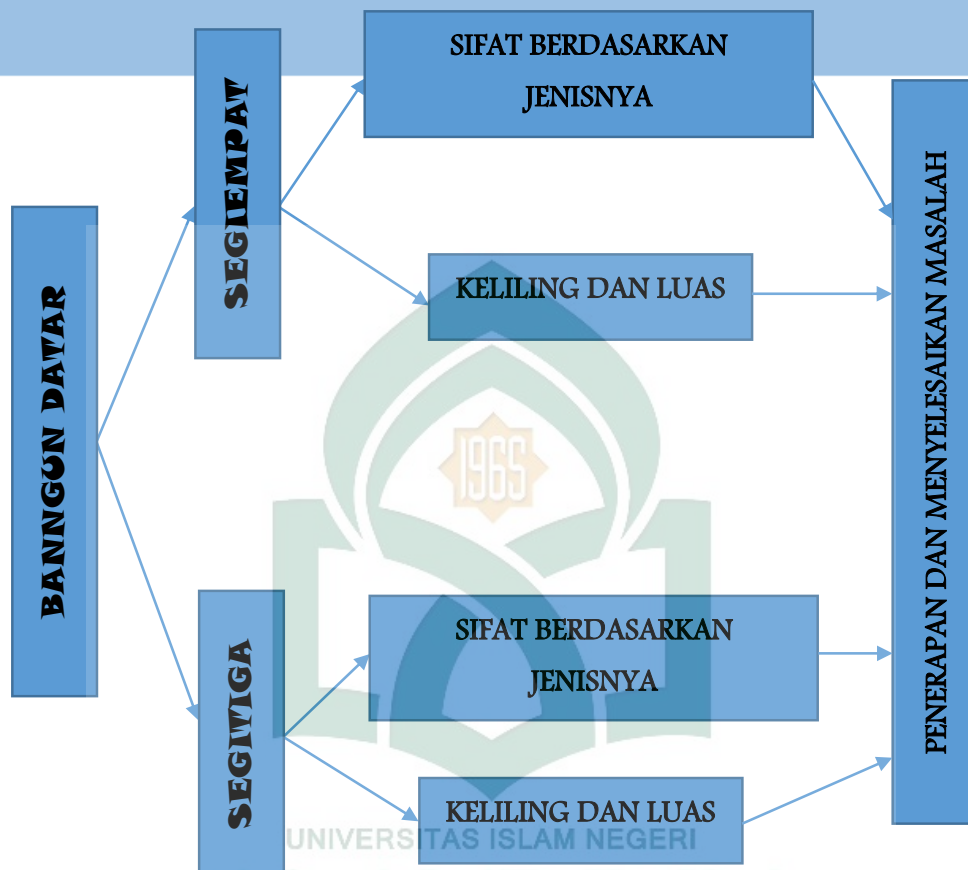 BANNGUN DATAR
SEGIEMPAT
SIFAT BERDASARKAN
JENISNYA
KELILING DAN LUAS
1965
SEGITIGA
SIFAT BERDASARKAN
JENISNYA
KELILING DAN LUAS
UNIVERSITAS ISLAM NEGERI
PENERAPAN DAN MENYELESAIKAN MASALAH